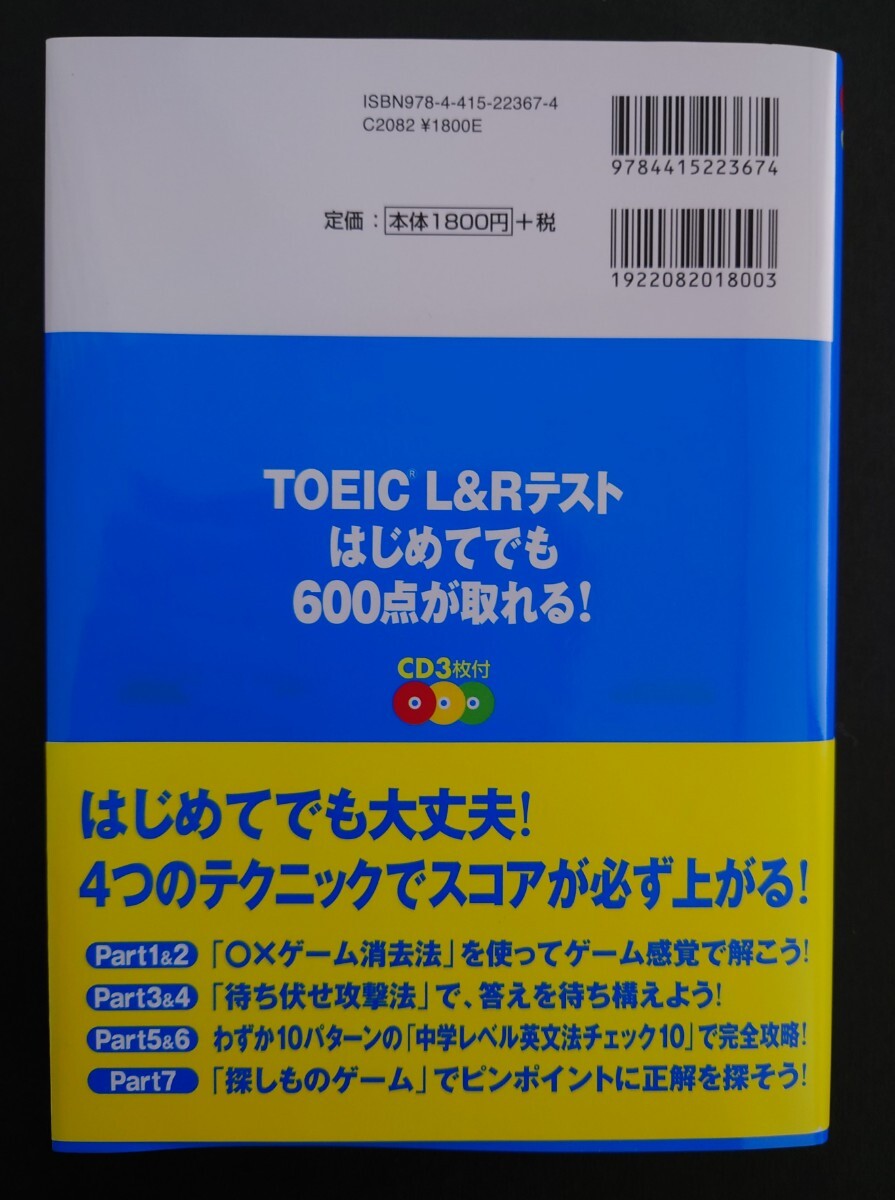 ISBN978-4-415-22367-4
C2082 ¥1800E
9784415223674
定価：本体1800円＋税
1922082018003
TOEIC® L&Rテスト
はじめてでも
600点が取れる!
CD3枚付
はじめてでも大丈夫!
4つのテクニックでスコアが必ず上がる!
Part1&2 「○×ゲーム消去法」を使ってゲーム感覚で解こう!
Part3&4 「待ち伏せ攻撃法」で、答えを待ち構えよう!
Part5&6 わずか10パターンの「中学レベル英文法チェック10」で完全攻略!
Part7 「探しものゲーム」でピンポイントに正解を探そう!